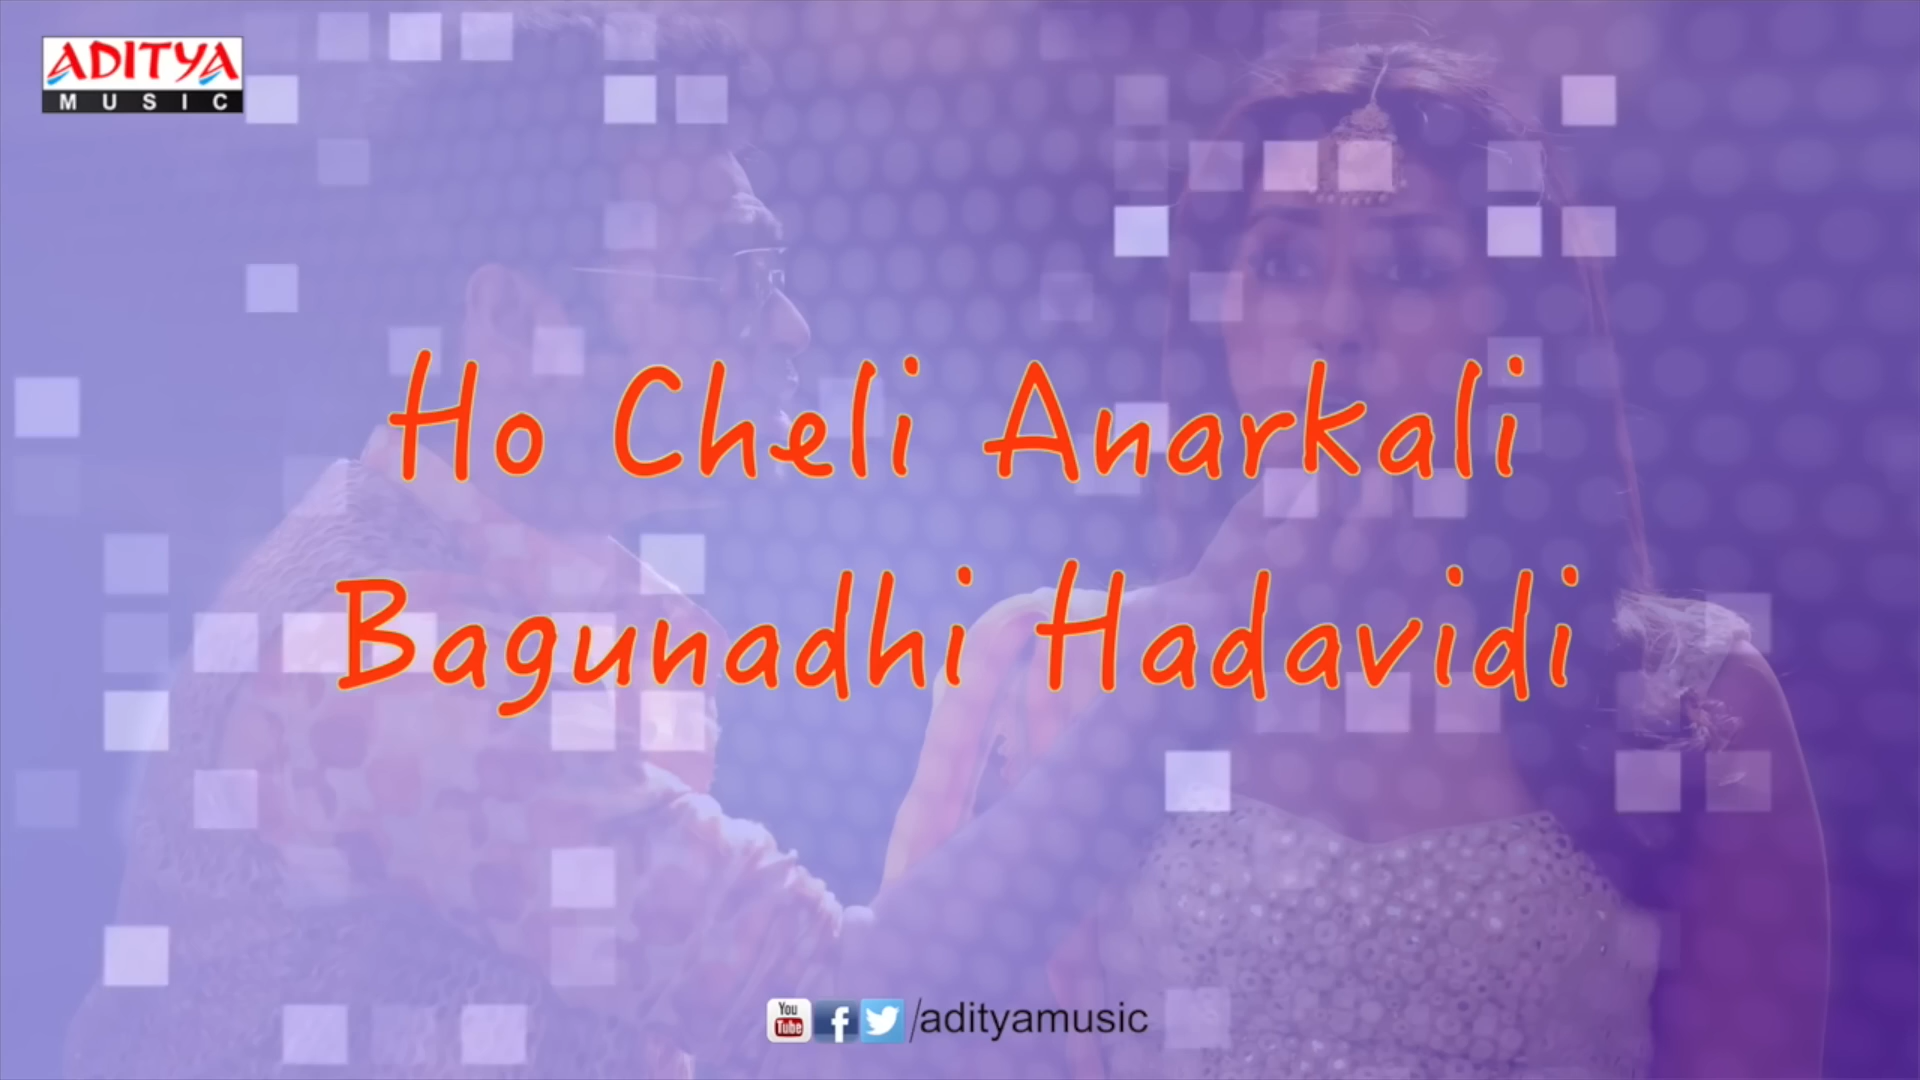 ADITYA
MUSIC
Ho Cheli Anarkali
Bagunadhi Hadavidi
You
Tube
f
/adityamusic